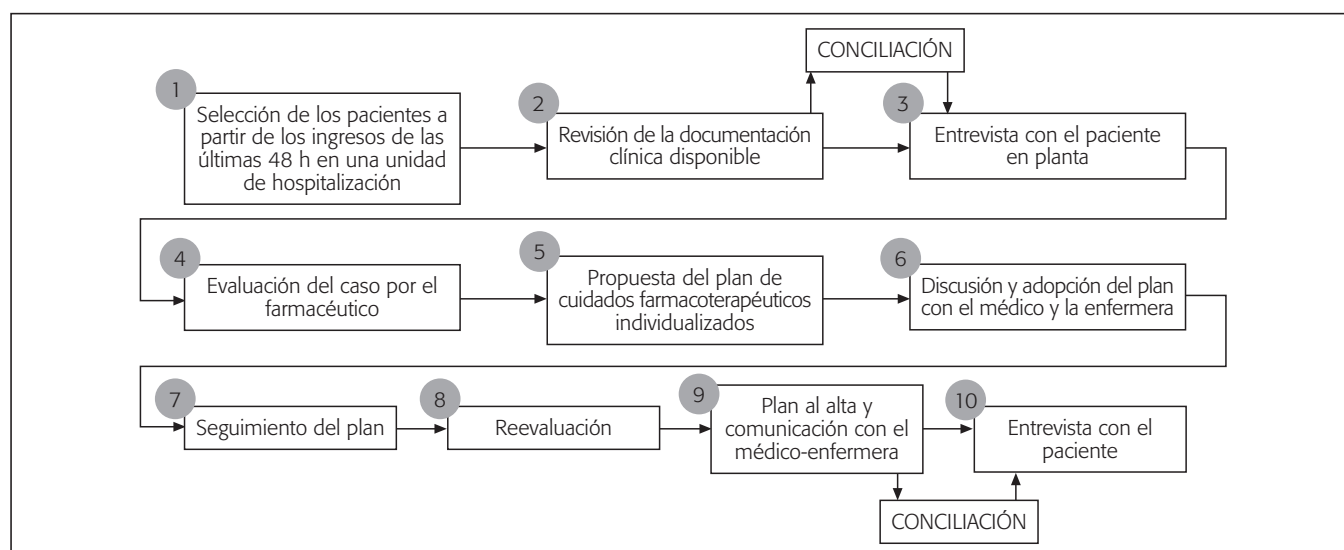 CONCILIACIÓN
1
Selección de los pacientes a
partir de los ingresos de las
últimas 48 h en una unidad
de hospitalización
2
Revisión de la documentación
clínica disponible
3
Entrevista con el paciente
en planta
4
Evaluación del caso por el
farmacéutico
5
Propuesta del plan de
cuidados farmacoterapéuticos
individualizados
6
Discusión y adopción del plan
con el médico y la enfermera
7
Seguimiento del plan
8
Reevaluación
9
Plan al alta y
comunicación con el
médico-enfermera
10
Entrevista con el
paciente
CONCILIACIÓN